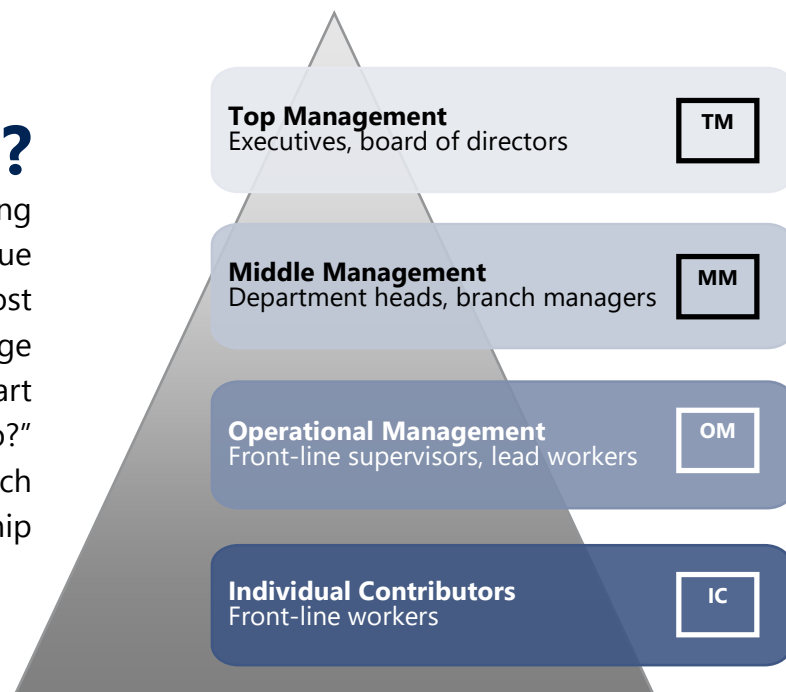 ?
ng
ue
ost
ge
art
o?"
ch
nip
Top Management
Executives, board of directors
TM
Middle Management
Department heads, branch managers
MM
Operational Management
Front-line supervisors, lead workers
OM
Individual Contributors
Front-line workers
IC